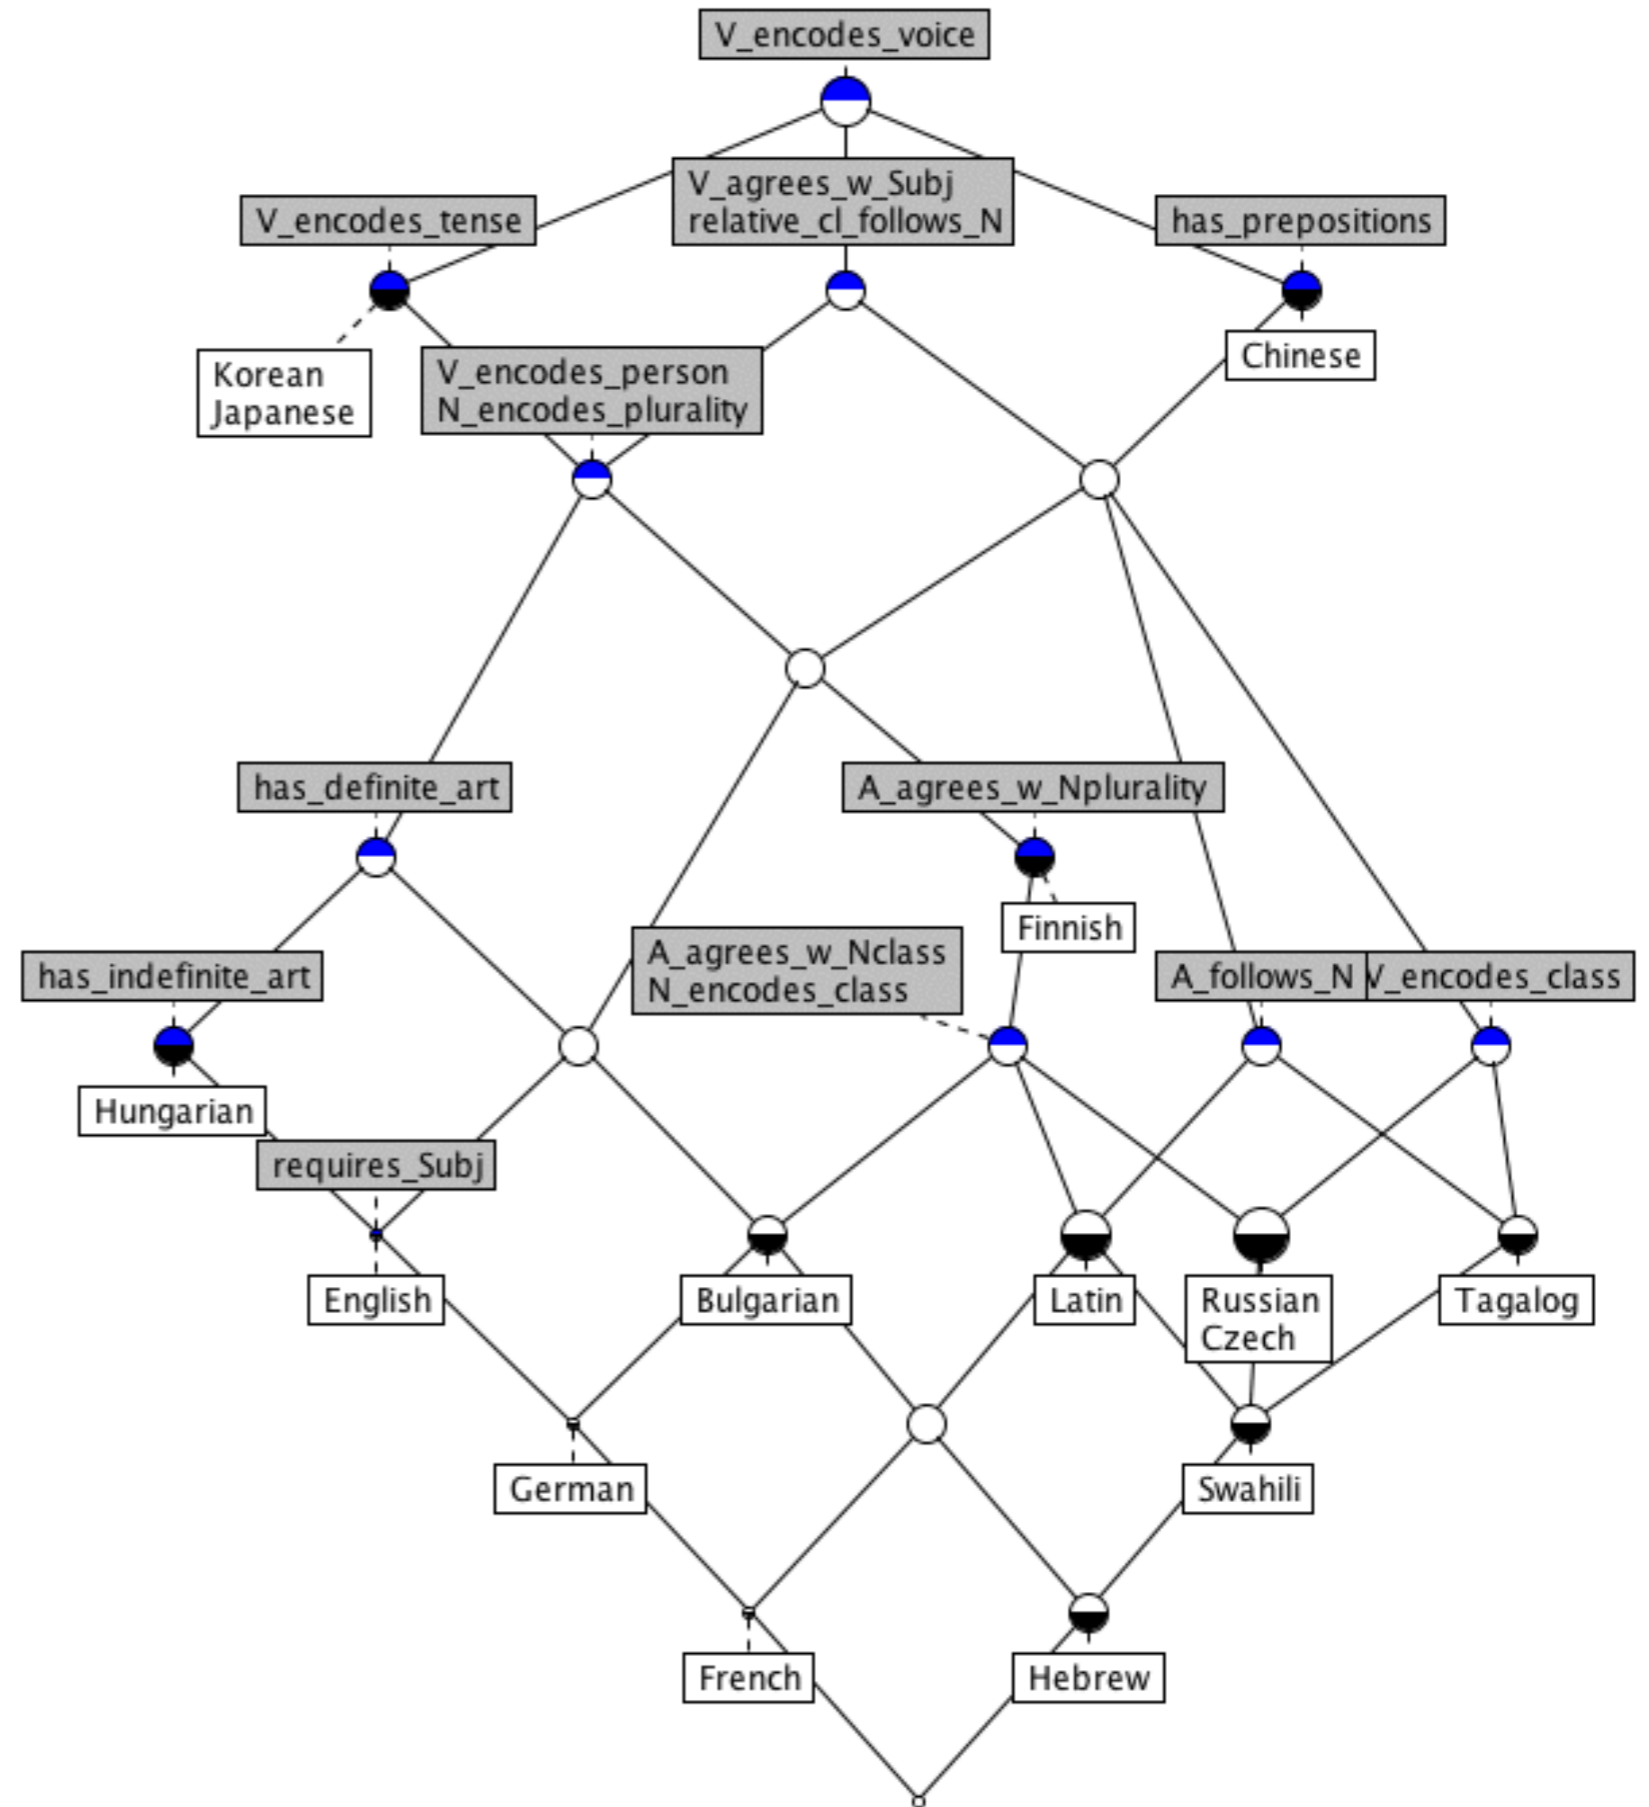 V_encodes_voice
V_agrees_w_Subj
relative_cl_follows_N
V_encodes_tense
has_prepositions
Korean
Japanese
V_encodes_person
N_encodes_plurality
Chinese
has_definite_art
A_agrees_w_Nplurality
Finnish
has_indefinite_art
A_agrees_w_Nclass
N_encodes_class
A_follows_N
V_encodes_class
Hungarian
requires_Subj
English
Bulgarian
Latin
Russian
Czech
Tagalog
German
Swahili
French
Hebrew